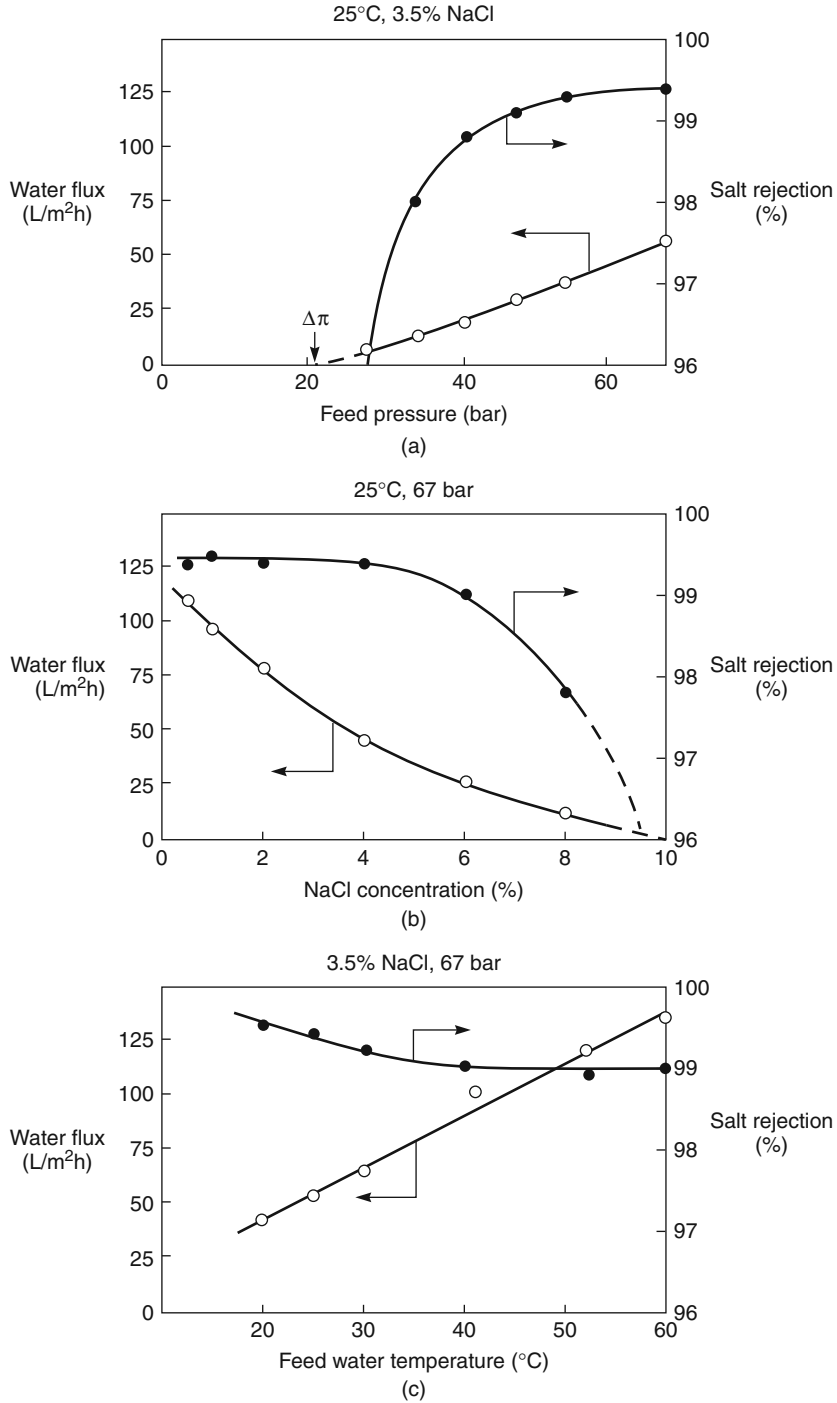 25°C, 3.5% NaCl
100
125
99
100
Water flux
(L/m²h)
75
98
Salt rejection
(%)
50
97
25
Δπ
0
96
0
20
40
60
Feed pressure (bar)
(a)
25°C, 67 bar
100
125
99
100
Water flux
(L/m²h)
75
98
Salt rejection
(%)
50
97
25
0
96
0
2
4
6
8
10
NaCl concentration (%)
(b)
3.5% NaCl, 67 bar
100
125
99
100
Water flux
(L/m²h)
75
98
Salt rejection
(%)
50
97
25
0
96
20
30
40
50
60
Feed water temperature (°C)
(c)